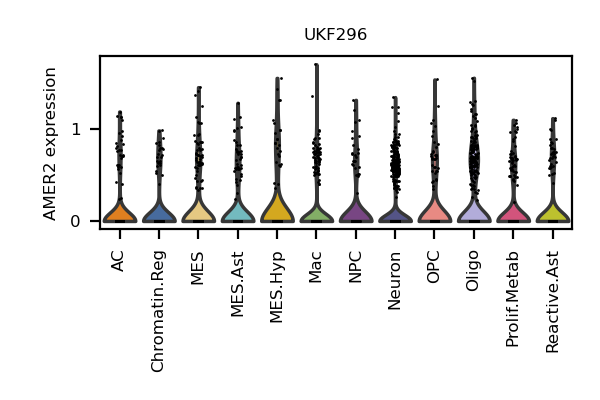 UKF296
AMER2 expression
1
0
AC
Chromatin.Reg
MES
MES.Ast
MES.Hyp
Mac
NPC
Neuron
OPC
Oligo
Prolif.Metab
Reactive.Ast